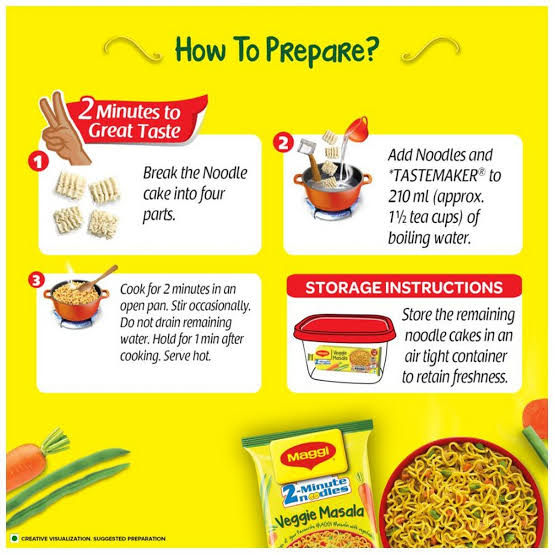 How To Prepare?
2 Minutes to
Great Taste
1
Break the Noodle
cake into four
parts.
2
Add Noodles and
*TASTEMAKER® to
210 ml (approx.
1½ tea cups) of
boiling water.
3
Cook for 2 minutes in an
open pan. Stir occasionally.
Do not drain remaining
water. Hold for 1 min after
cooking. Serve hot.
STORAGE INSTRUCTIONS
Store the remaining
noodle cakes in an
air tight container
to retain freshness.
Maggi
Veggie
Masala
Maggi
2-Minute
noodles
Veggie Masala
CREATIVE VISUALIZATION. SUGGESTED PREPARATION